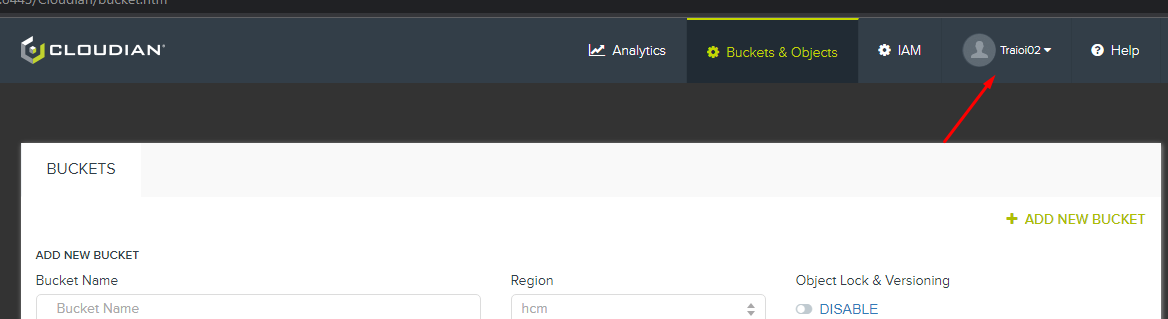 /Cloudian/bucket.htm
CLOUDIAN®
Analytics
Buckets & Objects
IAM
Traioi02
Help
BUCKETS
+ ADD NEW BUCKET
ADD NEW BUCKET
Bucket Name
Region
Object Lock & Versioning
Bucket Name
hcm
DISABLE